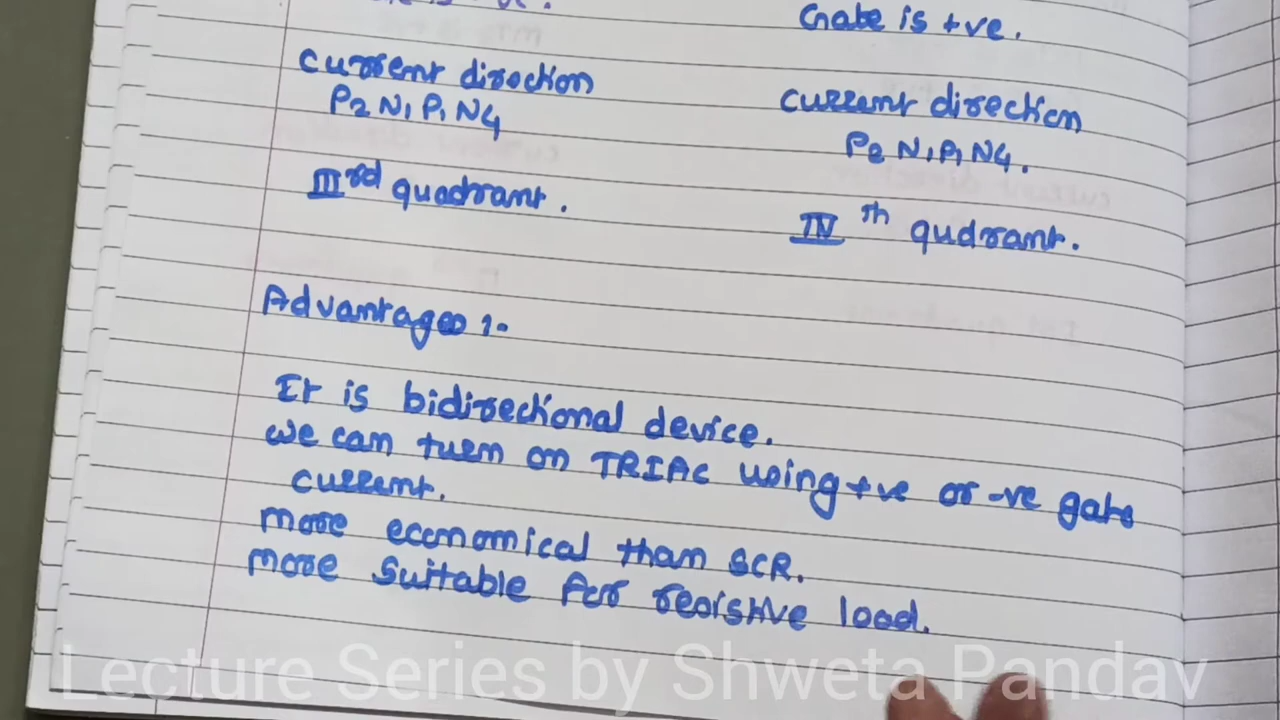 Gate is +ve.
Current direction
P2 N1 P1 N4
IIIrd quadrant.
Current direction
P2 N1 P1 N4.
IV th qudrant.
Advantages :-
It is bidirectional device.
we can turn on TRIAC using +ve or -ve gate
current.
more economical than SCR.
more suitable for resistive load.
Lecture Series by Shweta Pandav